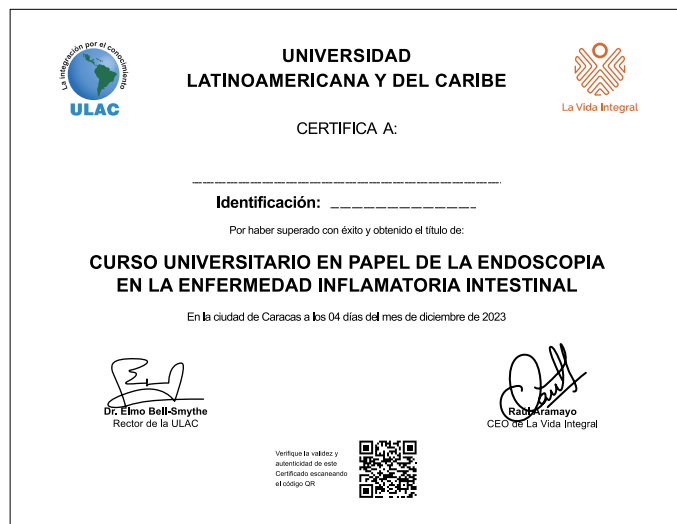 La integración por el conocimiento
ULAC
UNIVERSIDAD
LATINOAMERICANA Y DEL CARIBE
La Vida Integral
CERTIFICA A:
Identificación:
Por haber superado con éxito y obtenido el título de:
CURSO UNIVERSITARIO EN PAPEL DE LA ENDOSCOPIA
EN LA ENFERMEDAD INFLAMATORIA INTESTINAL
En la ciudad de Caracas a los 04 días del mes de diciembre de 2023
Dr. Elmo Bell-Smythe
Rector de la ULAC
Raúl Aramayo
CEO de La Vida Integral
Verifique la validez y
autenticidad de este
Certificado escaneando
el código QR